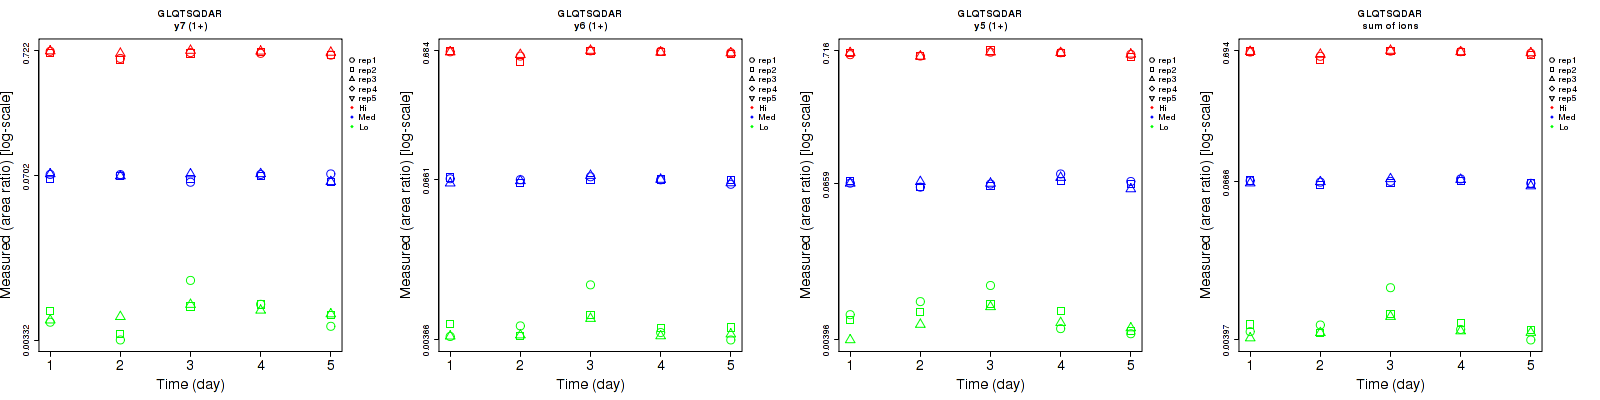 GLQTSQDAR
y7 (1+)
Measured (area ratio) [log-scale]
0.722
0.0702
0.00332
1 2 3 4 5
Time (day)
rep1
rep2
rep3
rep4
rep5
Hi
Med
Lo
GLQTSQDAR
y6 (1+)
Measured (area ratio) [log-scale]
0.684
0.0661
0.00366
1 2 3 4 5
Time (day)
rep1
rep2
rep3
rep4
rep5
Hi
Med
Lo
GLQTSQDAR
y5 (1+)
Measured (area ratio) [log-scale]
0.716
0.0659
0.00396
1 2 3 4 5
Time (day)
rep1
rep2
rep3
rep4
rep5
Hi
Med
Lo
GLQTSQDAR
sum of ions
Measured (area ratio) [log-scale]
0.694
0.0666
0.00397
1 2 3 4 5
Time (day)
rep1
rep2
rep3
rep4
rep5
Hi
Med
Lo